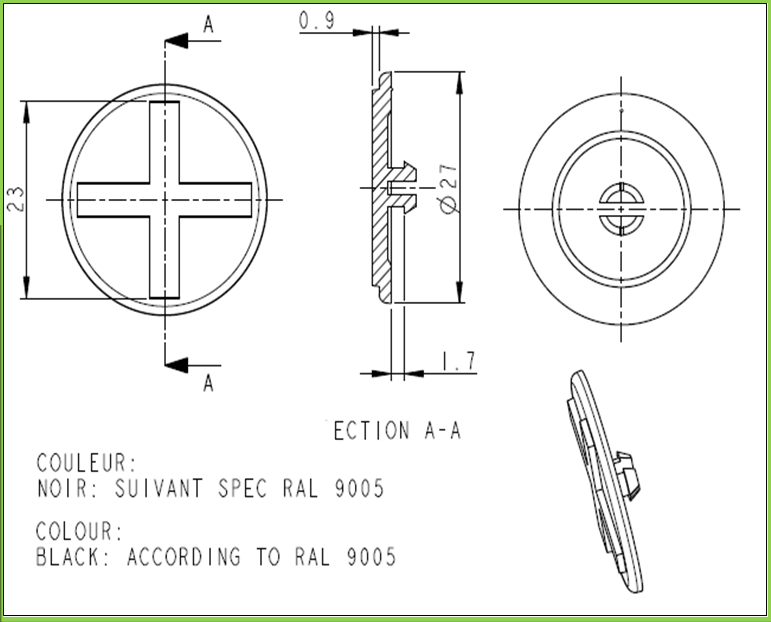 A
0.9
23
Ø27
A
1.7
ECTION A-A
COULEUR:
NOIR: SUIVANT SPEC RAL 9005
COLOUR:
BLACK: ACCORDING TO RAL 9005